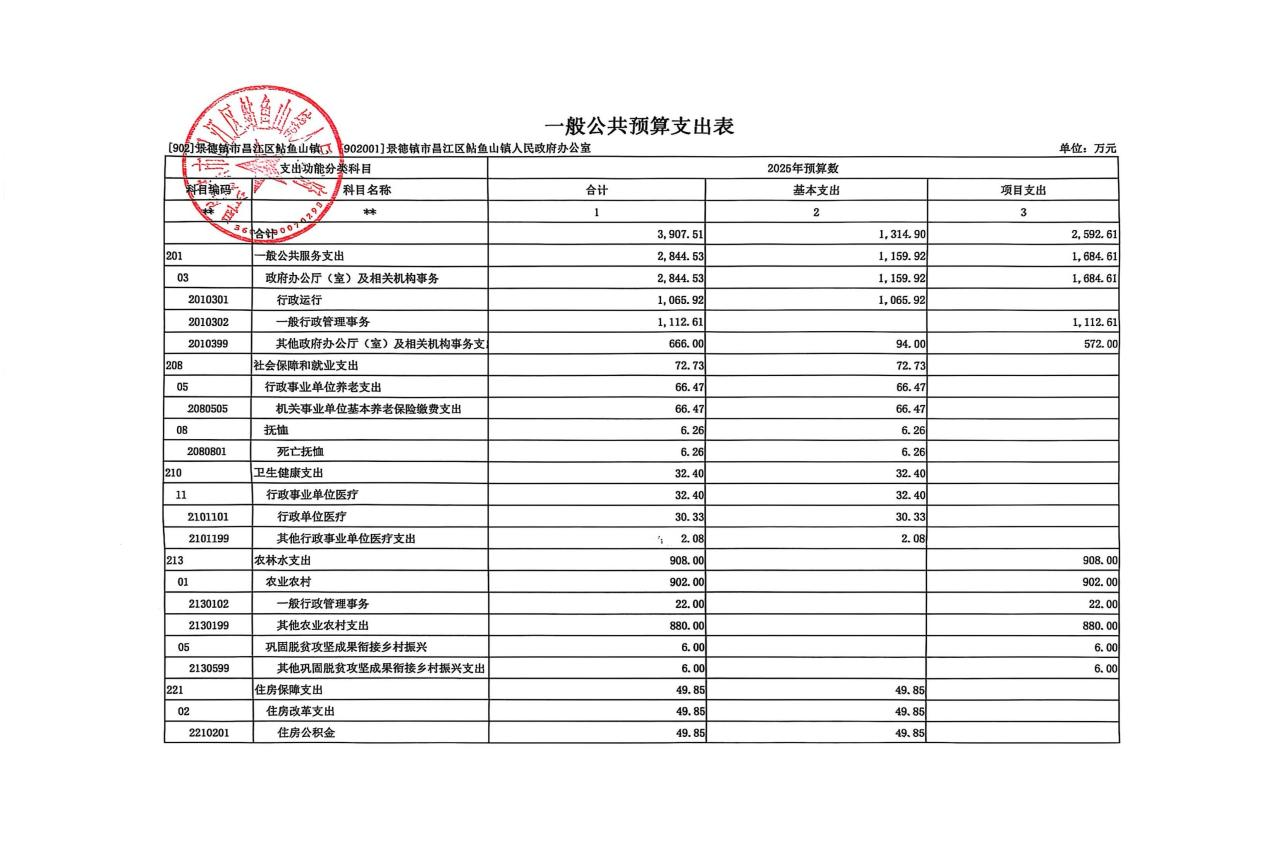 一般公共预算支出表
[902]景德镇市昌江区鲇鱼山镇 [902001]景德镇市昌江区鲇鱼山镇人民政府办公室 单位：万元
支出功能分类科目 2025年预算数
科目编码 科目名称 合计 基本支出 项目支出
** ** 1 2 3
合计 3,907.51 1,314.90 2,592.61
201 一般公共服务支出 2,844.53 1,159.92 1,684.61
03 政府办公厅（室）及相关机构事务 2,844.53 1,159.92 1,684.61
2010301 行政运行 1,065.92 1,065.92
2010302 一般行政管理事务 1,112.61 1,112.61
2010399 其他政府办公厅（室）及相关机构事务支 666.00 94.00 572.00
208 社会保障和就业支出 72.73 72.73
05 行政事业单位养老支出 66.47 66.47
2080505 机关事业单位基本养老保险缴费支出 66.47 66.47
08 抚恤 6.26 6.26
2080801 死亡抚恤 6.26 6.26
210 卫生健康支出 32.40 32.40
11 行政事业单位医疗 32.40 32.40
2101101 行政单位医疗 30.33 30.33
2101199 其他行政事业单位医疗支出 2.08 2.08
213 农林水支出 908.00 908.00
01 农业农村 902.00 902.00
2130102 一般行政管理事务 22.00 22.00
2130199 其他农业农村支出 880.00 880.00
05 巩固脱贫攻坚成果衔接乡村振兴 6.00 6.00
2130599 其他巩固脱贫攻坚成果衔接乡村振兴支出 6.00 6.00
221 住房保障支出 49.85 49.85
02 住房改革支出 49.85 49.85
2210201 住房公积金 49.85 49.85